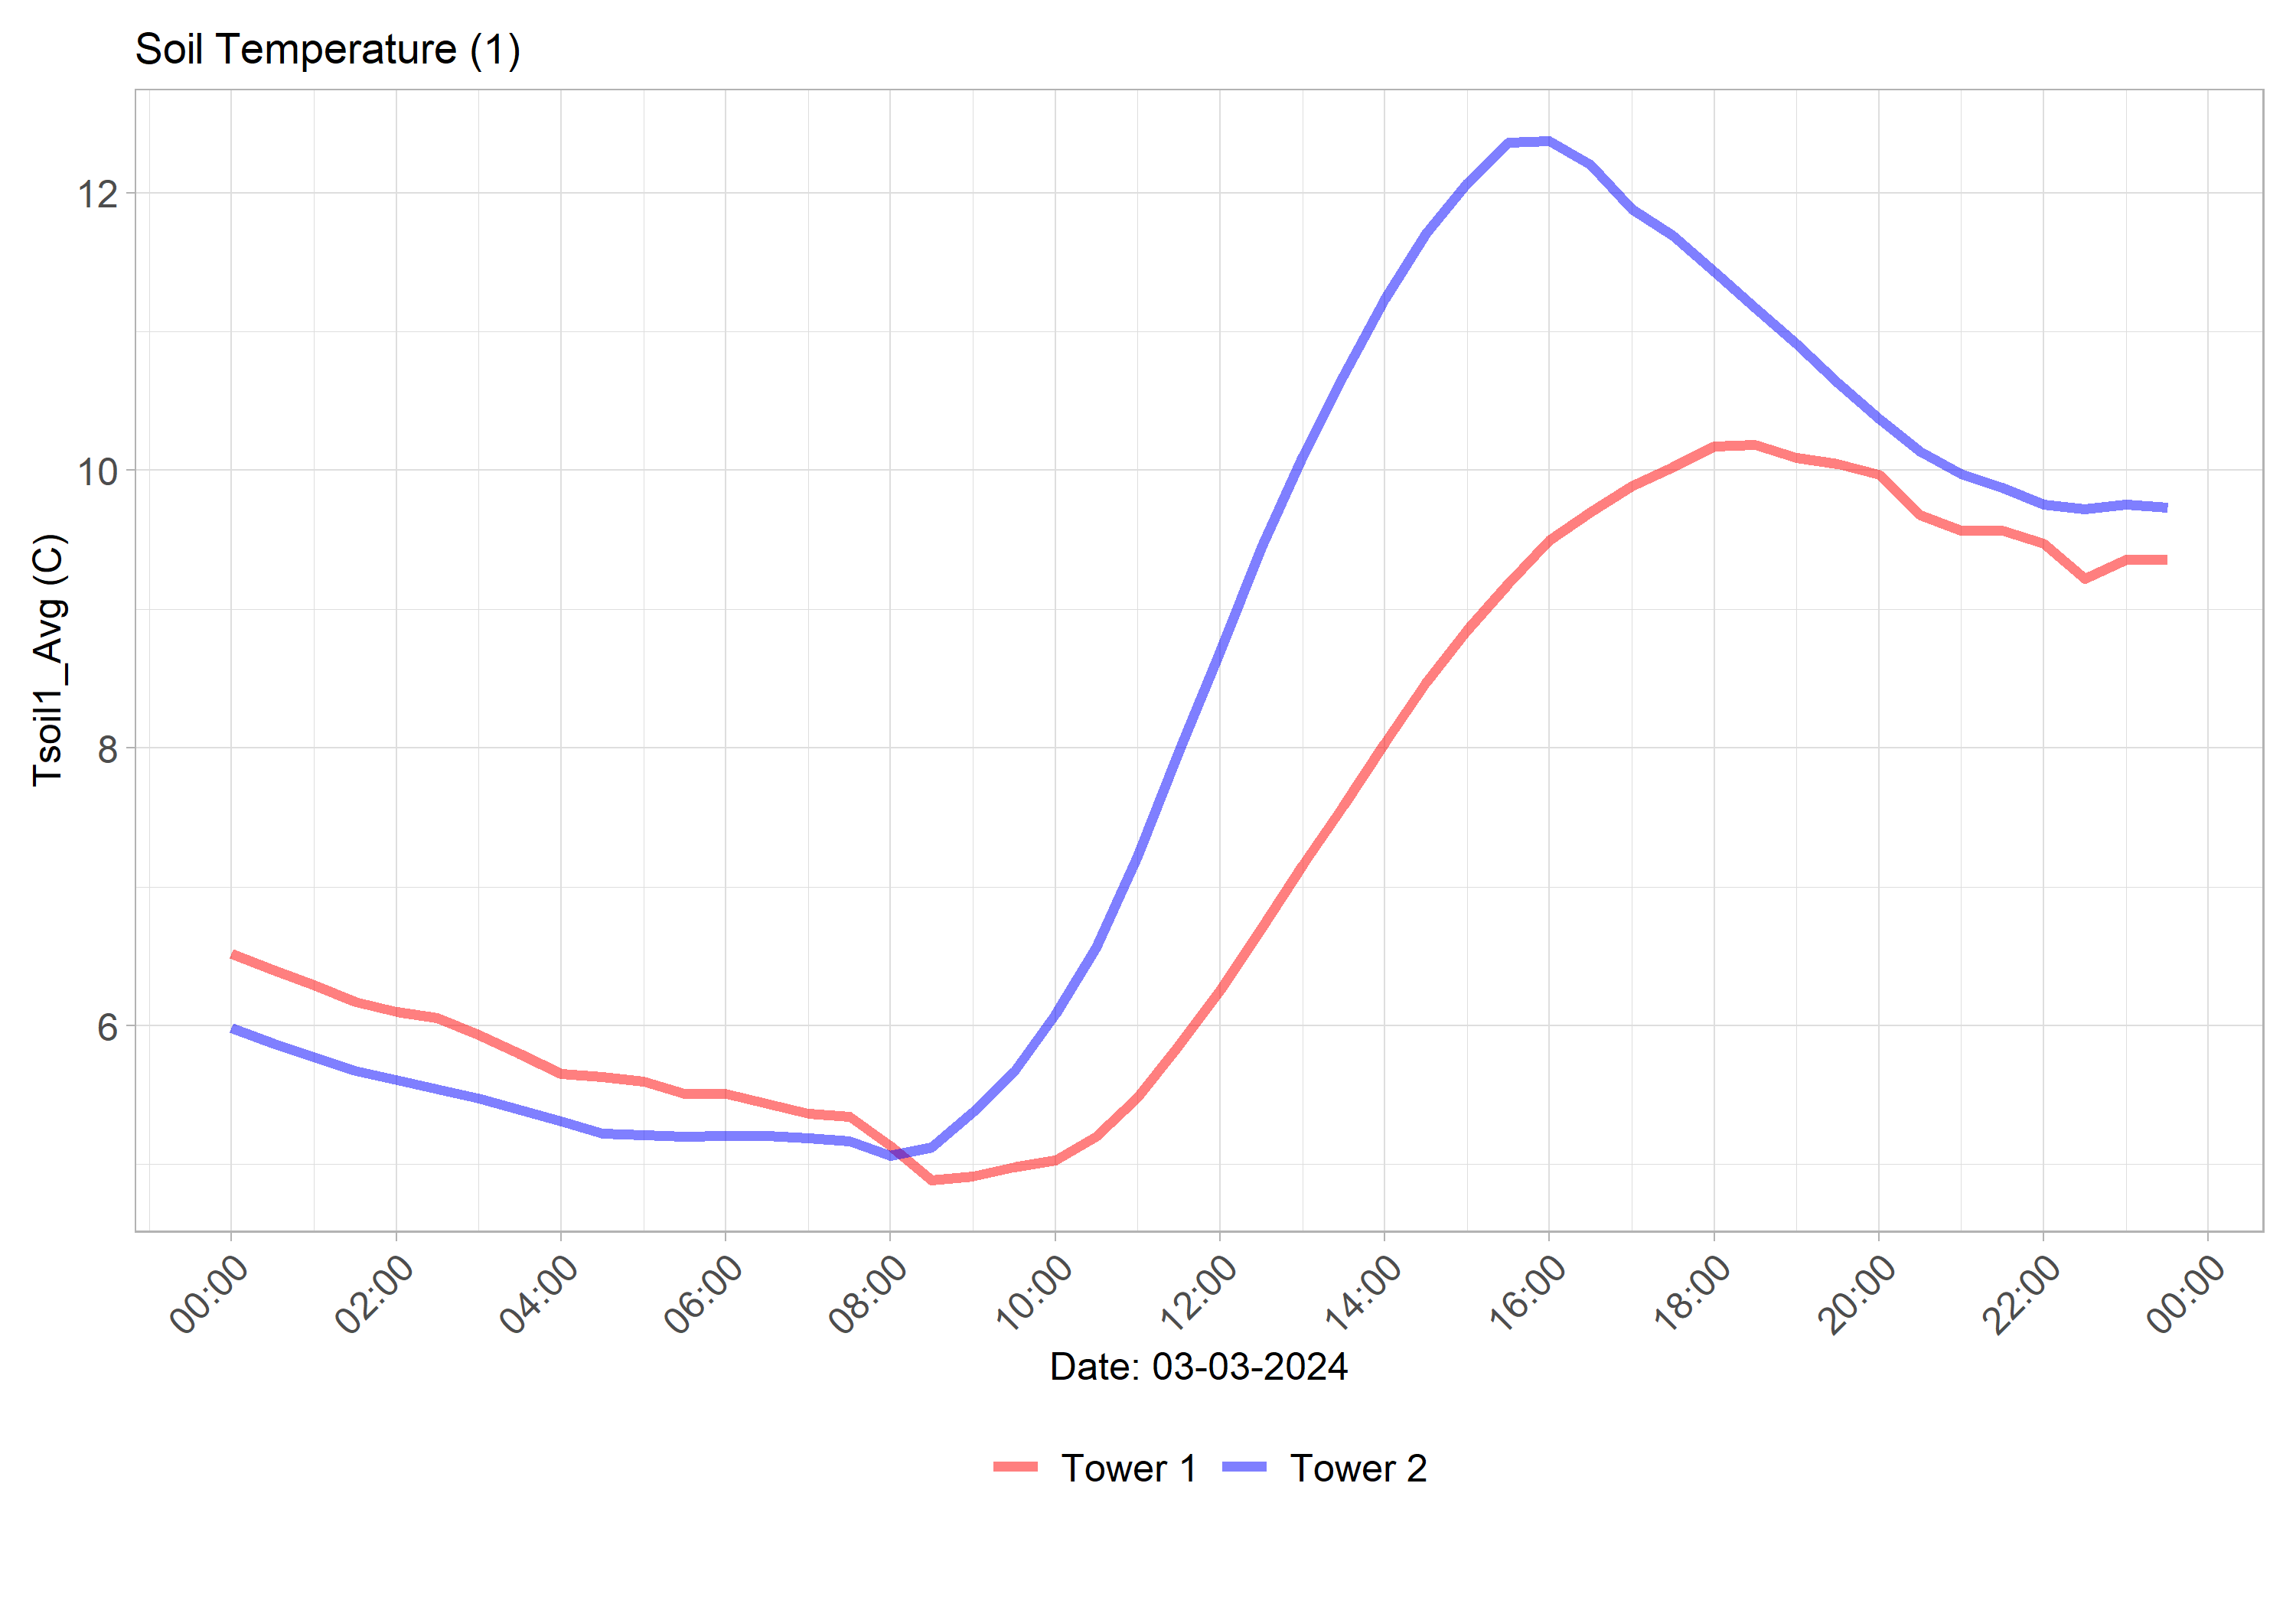 Soil Temperature (1)
Tsoil1_Avg (C)
12
10
8
6
00:00 02:00 04:00 06:00 08:00 10:00 12:00 14:00 16:00 18:00 20:00 22:00 00:00
Date: 03-03-2024
Tower 1 Tower 2